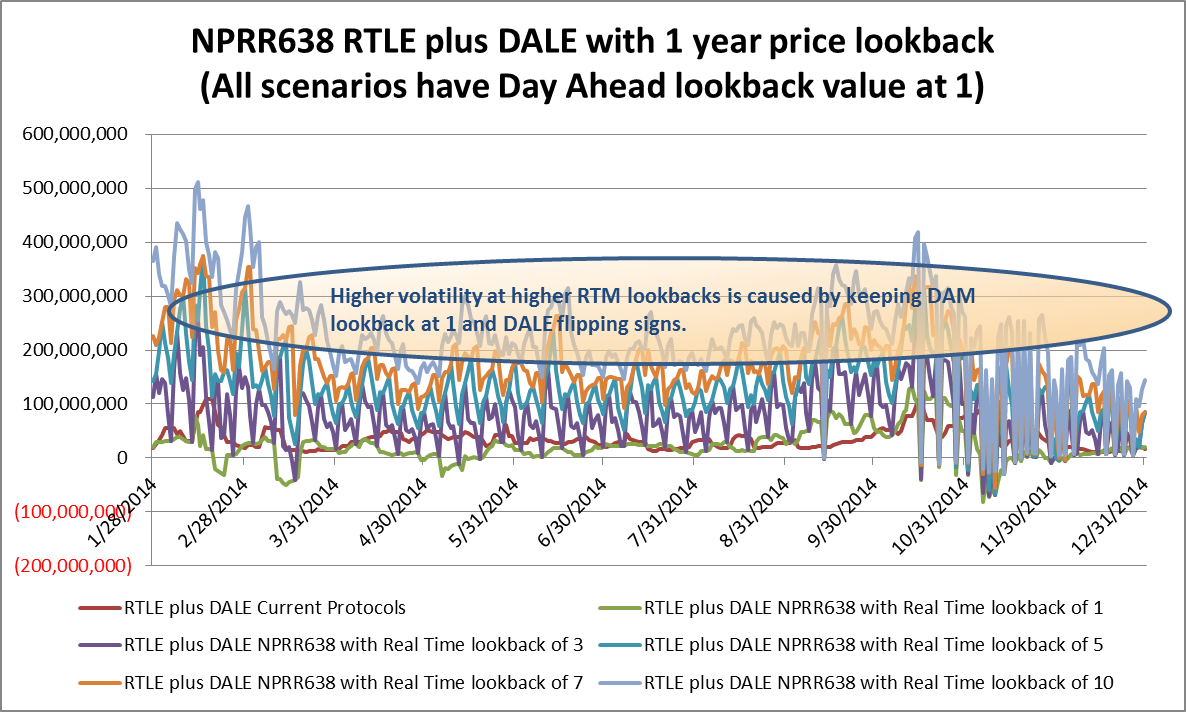 NPRR638 RTLE plus DALE with 1 year price lookback
(All scenarios have Day Ahead lookback value at 1)
600,000,000
500,000,000
400,000,000
300,000,000
200,000,000
100,000,000
0
(100,000,000)
(200,000,000)
Higher volatility at higher RTM lookbacks is caused by keeping DAM
lookback at 1 and DALE flipping signs.
1/28/2014
2/28/2014
3/31/2014
4/30/2014
5/31/2014
6/30/2014
7/31/2014
8/31/2014
9/30/2014
10/31/2014
11/30/2014
12/31/2014
RTLE plus DALE Current Protocols
RTLE plus DALE NPRR638 with Real Time lookback of 1
RTLE plus DALE NPRR638 with Real Time lookback of 3
RTLE plus DALE NPRR638 with Real Time lookback of 5
RTLE plus DALE NPRR638 with Real Time lookback of 7
RTLE plus DALE NPRR638 with Real Time lookback of 10